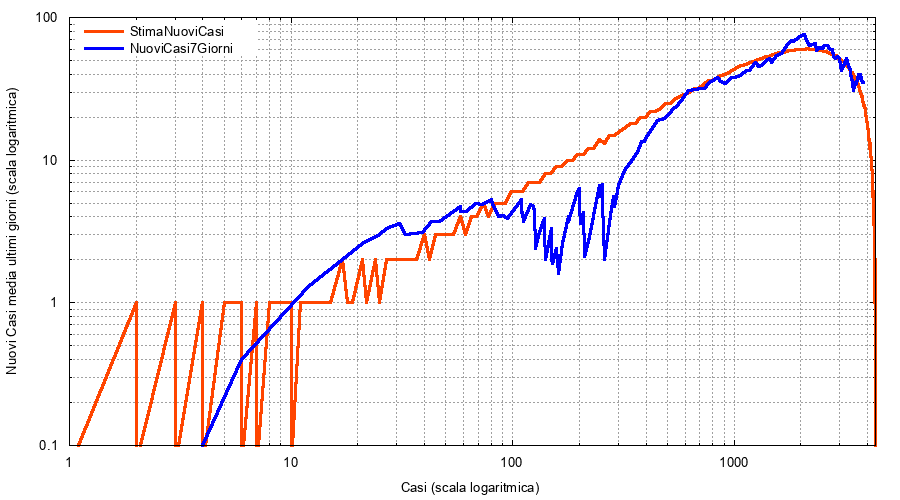 100
StimaNuoviCasi
NuoviCasi7Giorni
10
1
0.1
Nuovi Casi media ultimi giorni (scala logaritmica)
1 10 100 1000
Casi (scala logaritmica)